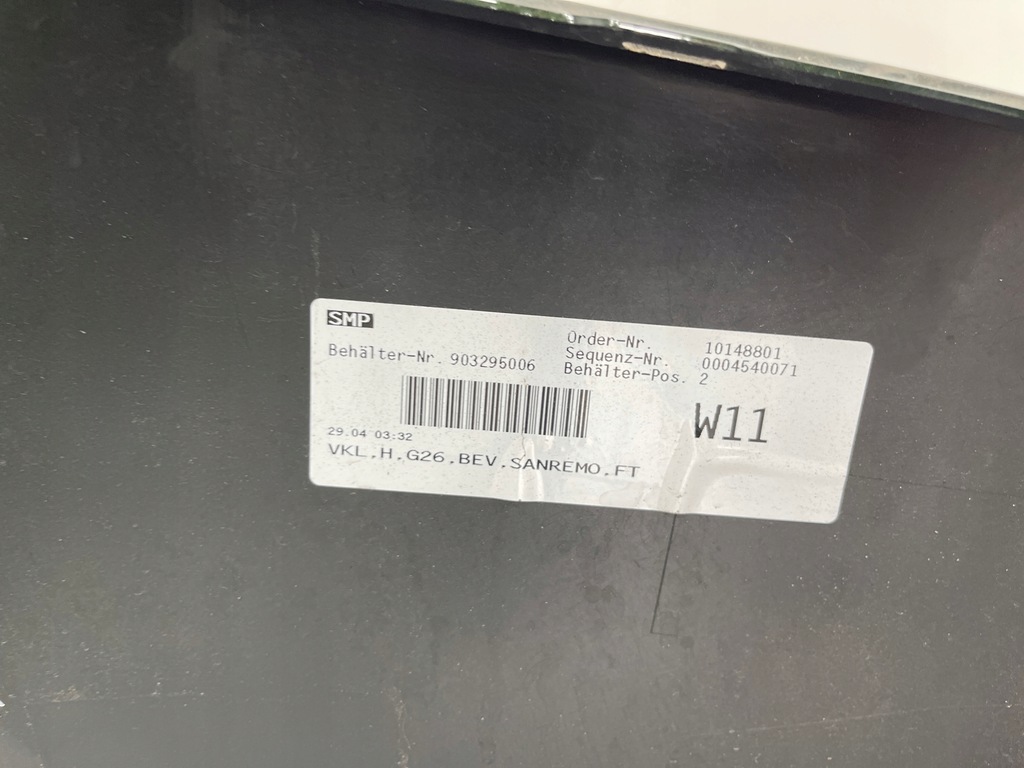 SMP
Behälter-Nr. 903295006
Order-Nr. 10148801
Sequenz-Nr. 0004540071
Behälter-Pos. 2
W11
29.04 03:32
VKL.H.G26.BEV.SANREMO.FT